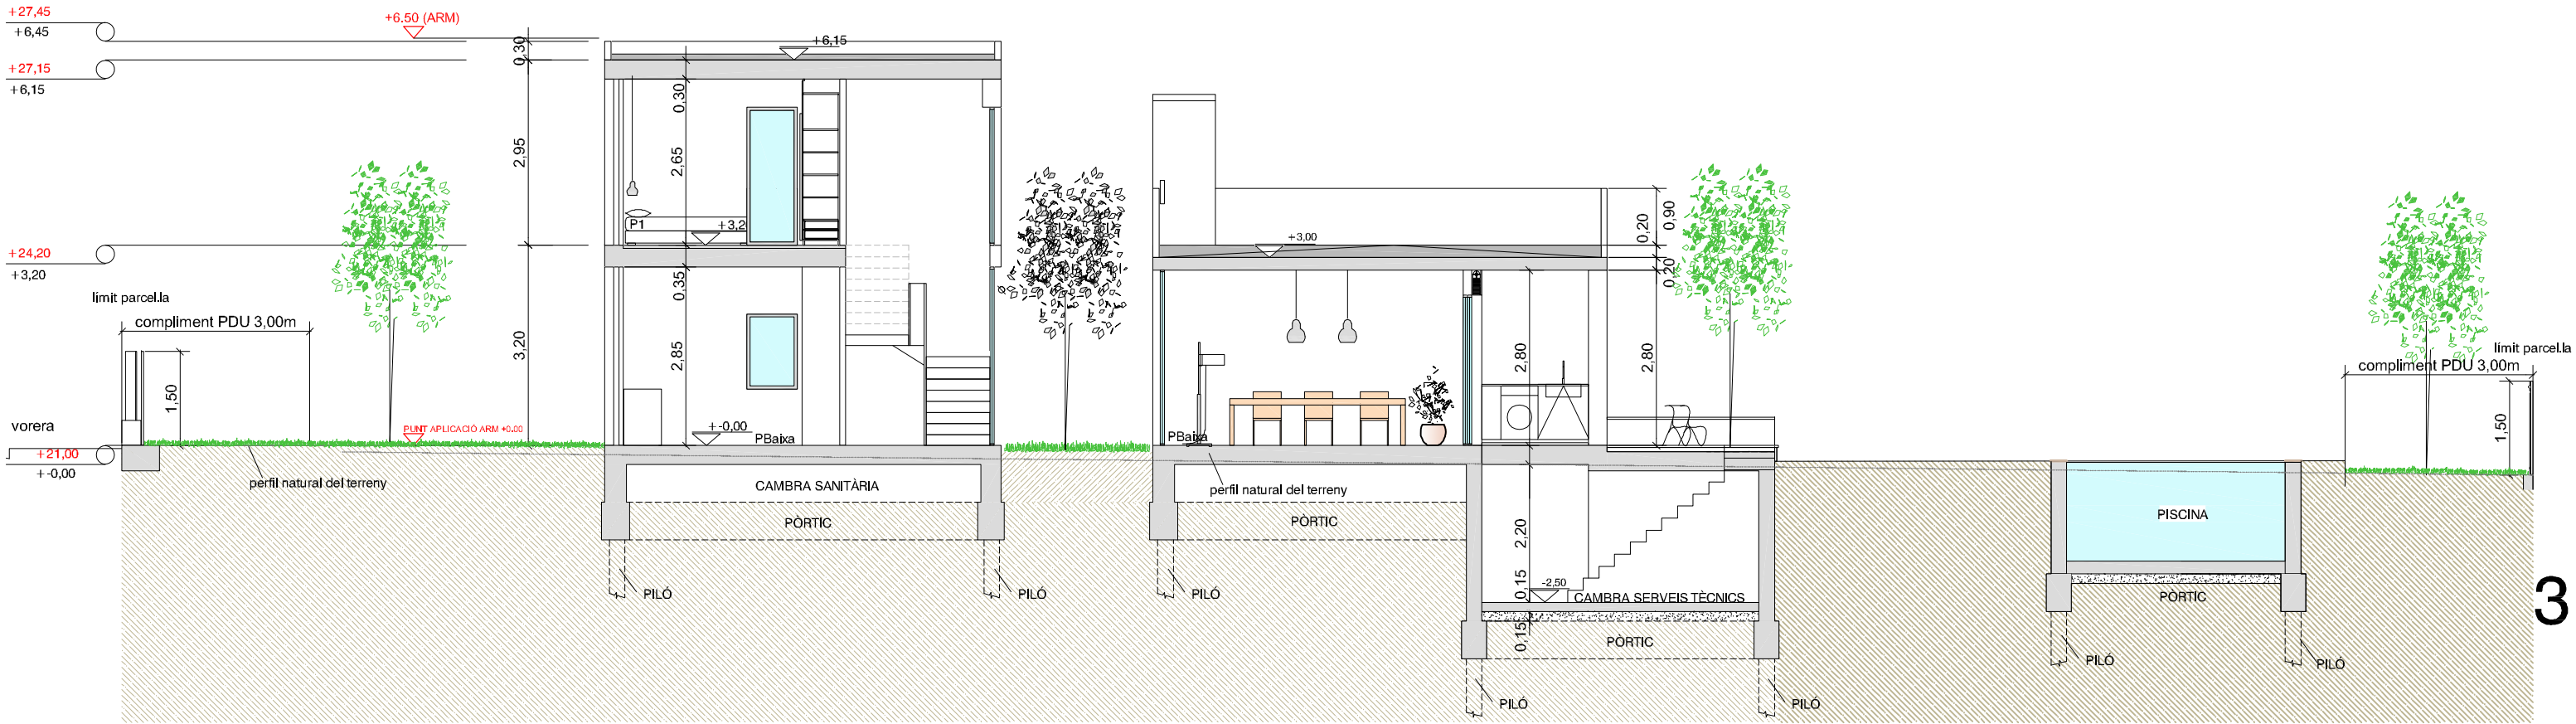 +27,45
+6,45
+27,15
+6,15
+24,20
+3,20
límit parcel.la
compliment PDU 3,00m
1,50
vorera
+21,00
+-0,00
perfil natural del terreny
+6.50 (ARM)
PUNT APLICACIÓ ARM +0.00
0,30
2,95
3,20
+6,15
0,30
2,65
P1
+3,2
0,35
2,85
+-0,00
PBaixa
CAMBRA SANITÀRIA
PÒRTIC
PILÓ
PILÓ
+3,00
0,20
0,90
0,20
2,80
2,80
PBaixa
perfil natural del terreny
PÒRTIC
PILÓ
2,20
0,15
-2,50
CAMBRA SERVEIS TÈCNICS
0,15
PÒRTIC
PILÓ
PILÓ
PISCINA
PÒRTIC
PILÓ
PILÓ
límit parcel.la
compliment PDU 3,00m
1,50
3